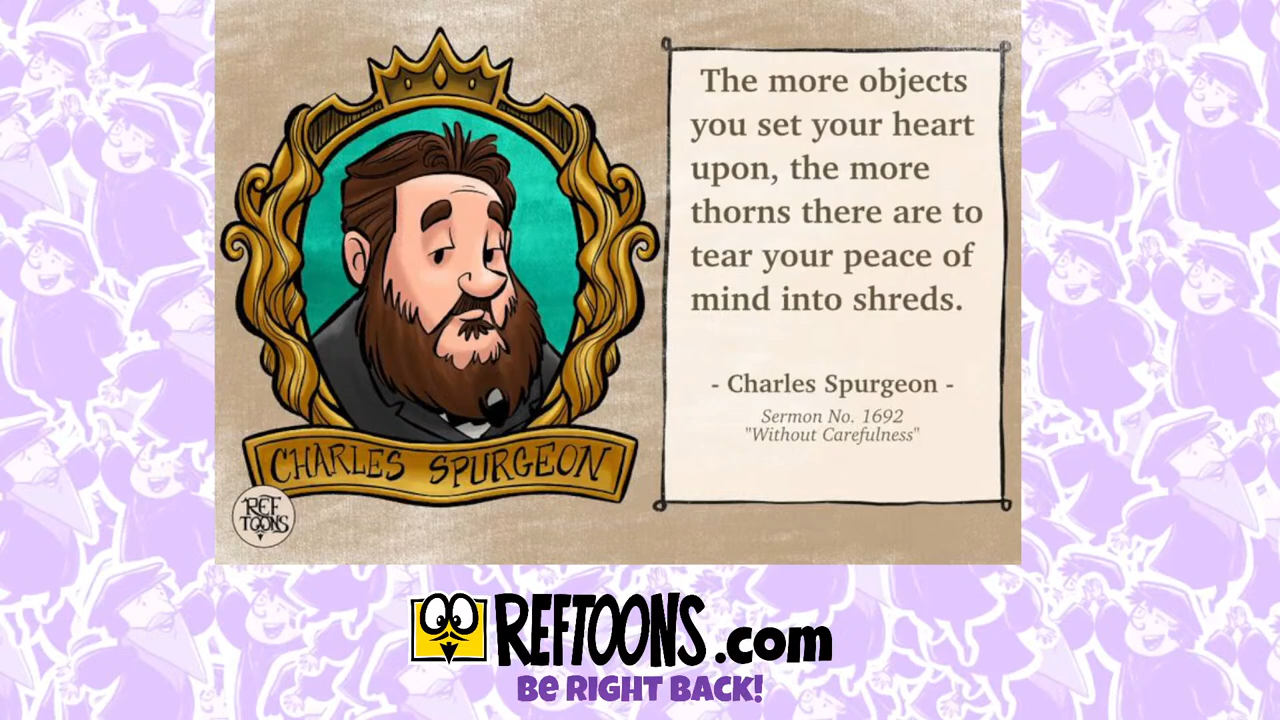 The more objects
you set your heart
upon, the more
thorns there are to
tear your peace of
mind into shreds.
- Charles Spurgeon -
Sermon No. 1692
"Without Carefulness"
CHARLES SPURGEON
REF
TOONS
REFTOONS.com
Be RIGHT BACK!